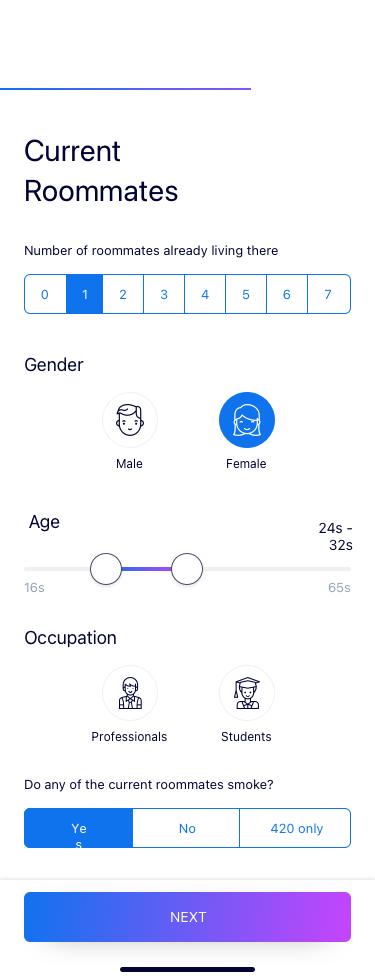 Current
Roommates
Number of roommates already living there
0 1 2 3 4 5 6 7
Gender
Male Female
Age 24s -
32s
16s 65s
Occupation
Professionals Students
Do any of the current roommates smoke?
Ye No 420 only
s
NEXT